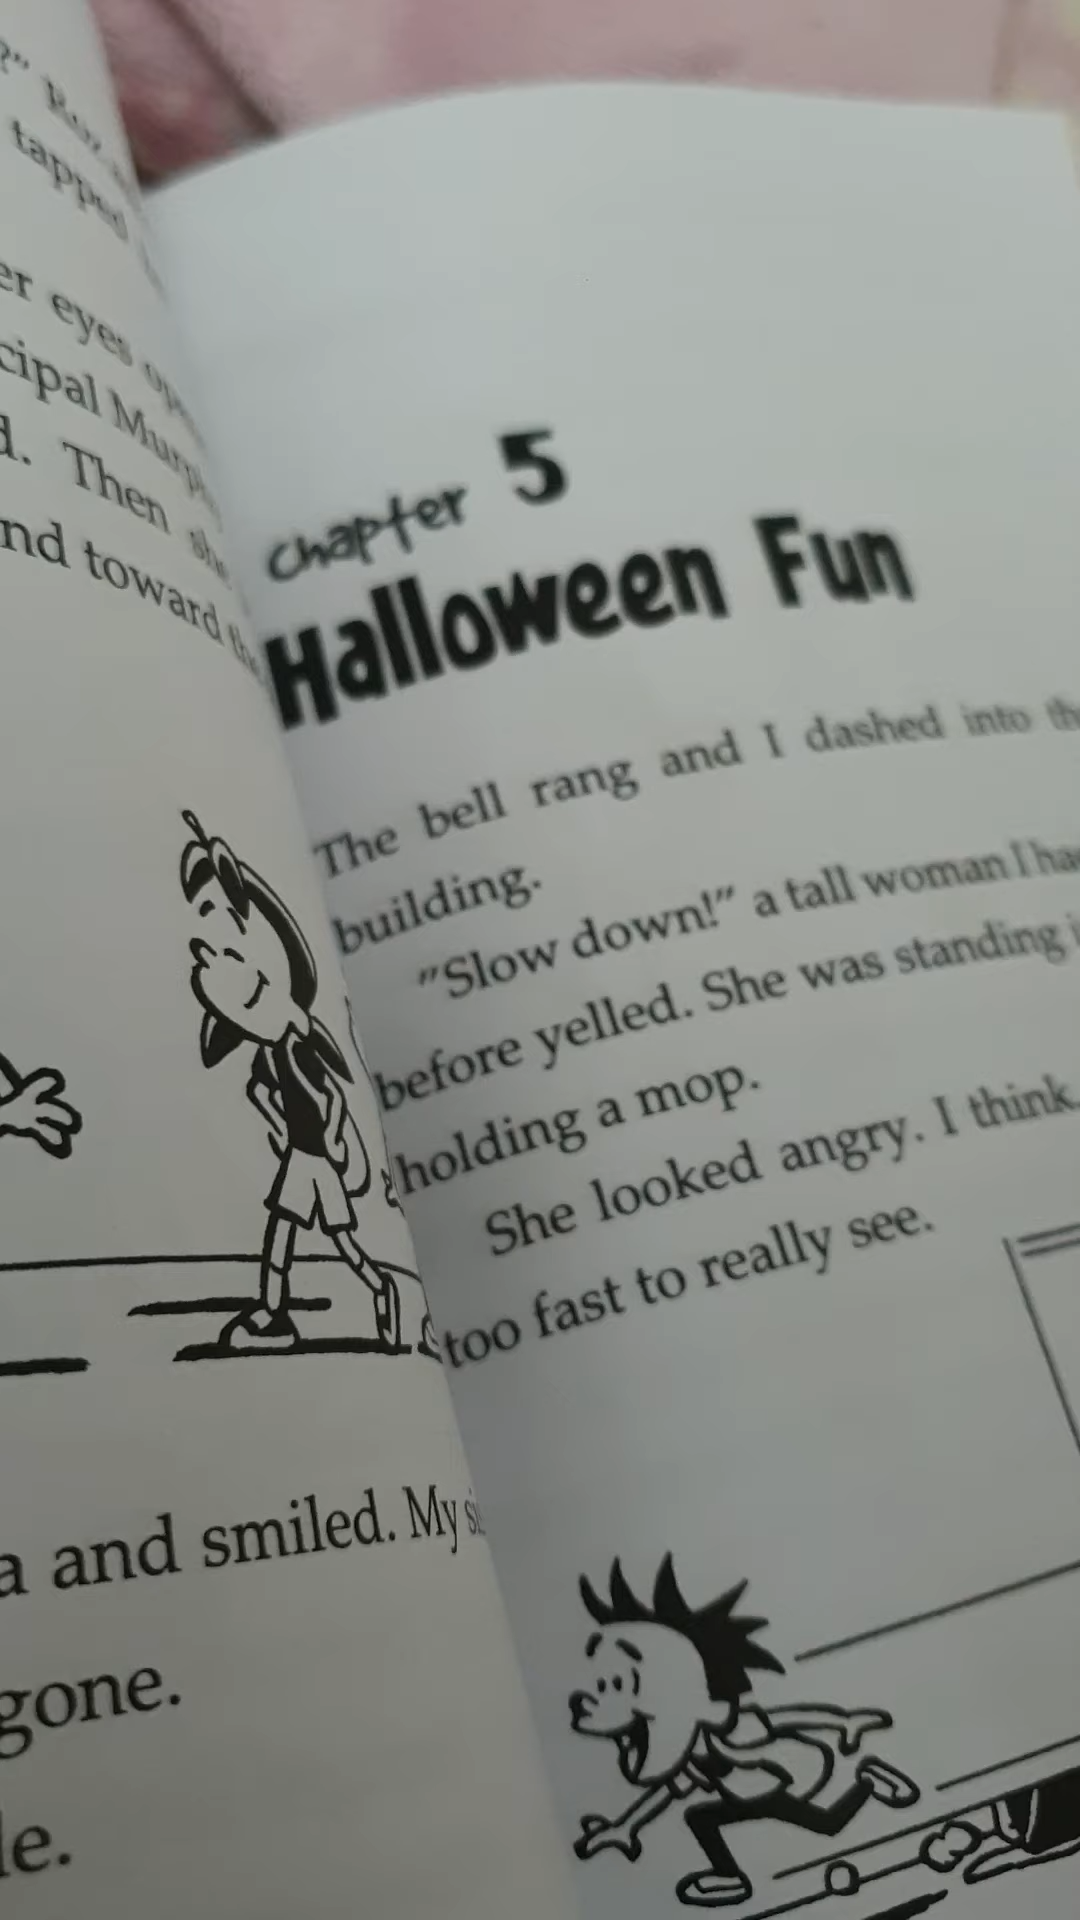 ?"
tapped
er eyes
cipal
d. Then she
nd toward the
a and smiled. My
gone.
le.
chapter 5
Halloween Fun
The bell rang and I dashed into
building.
"Slow down!" a tall woman I
before yelled. She was standing
holding a mop.
She looked angry. I think
too fast to really see.